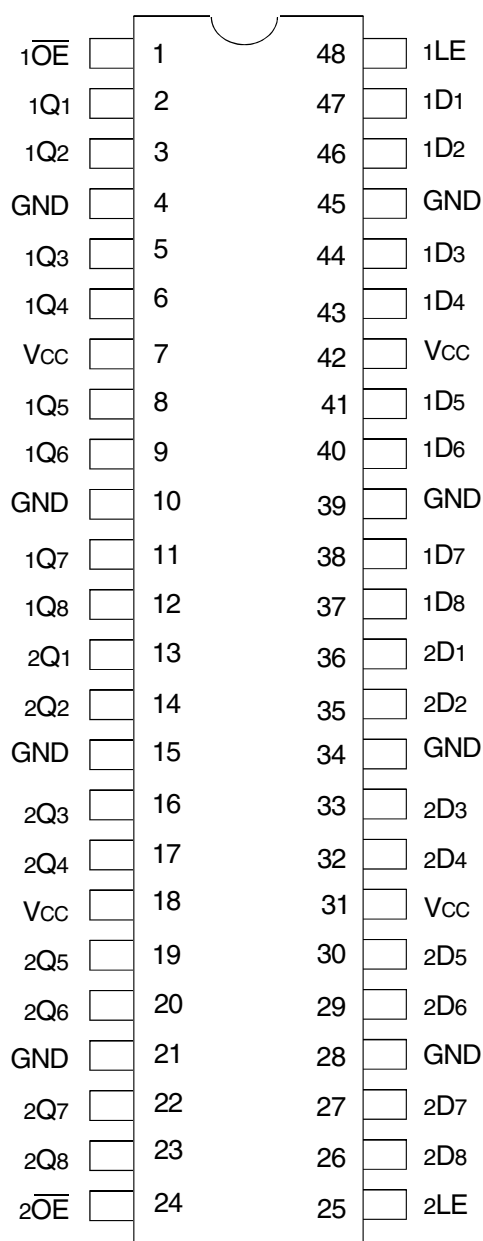 1O̅E̅ 1 48 1LE
1Q1 2 47 1D1
1Q2 3 46 1D2
GND 4 45 GND
1Q3 5 44 1D3
1Q4 6 43 1D4
VCC 7 42 VCC
1Q5 8 41 1D5
1Q6 9 40 1D6
GND 10 39 GND
1Q7 11 38 1D7
1Q8 12 37 1D8
2Q1 13 36 2D1
2Q2 14 35 2D2
GND 15 34 GND
2Q3 16 33 2D3
2Q4 17 32 2D4
VCC 18 31 VCC
2Q5 19 30 2D5
2Q6 20 29 2D6
GND 21 28 GND
2Q7 22 27 2D7
2Q8 23 26 2D8
2O̅E̅ 24 25 2LE